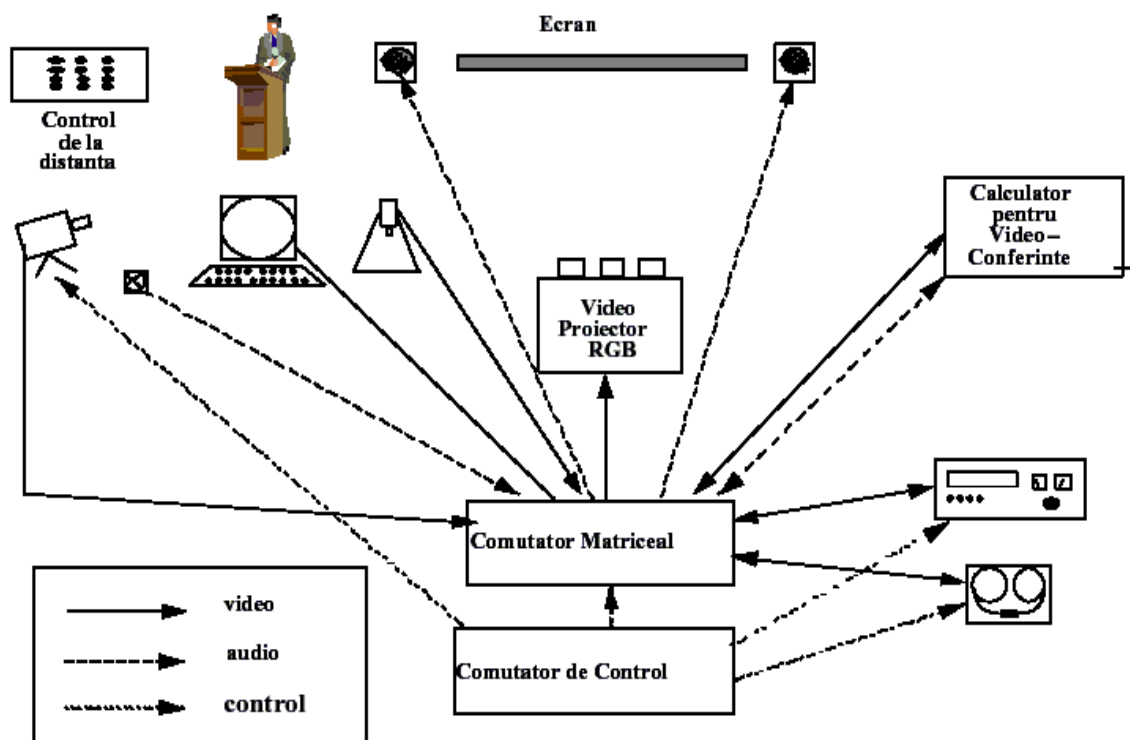 Ecran
Control
de la
distanta
Calculator
pentru
Video-
Conferinte
Video
Proiector
RGB
Comutator Matriceal
Comutator de Control
video
audio
control